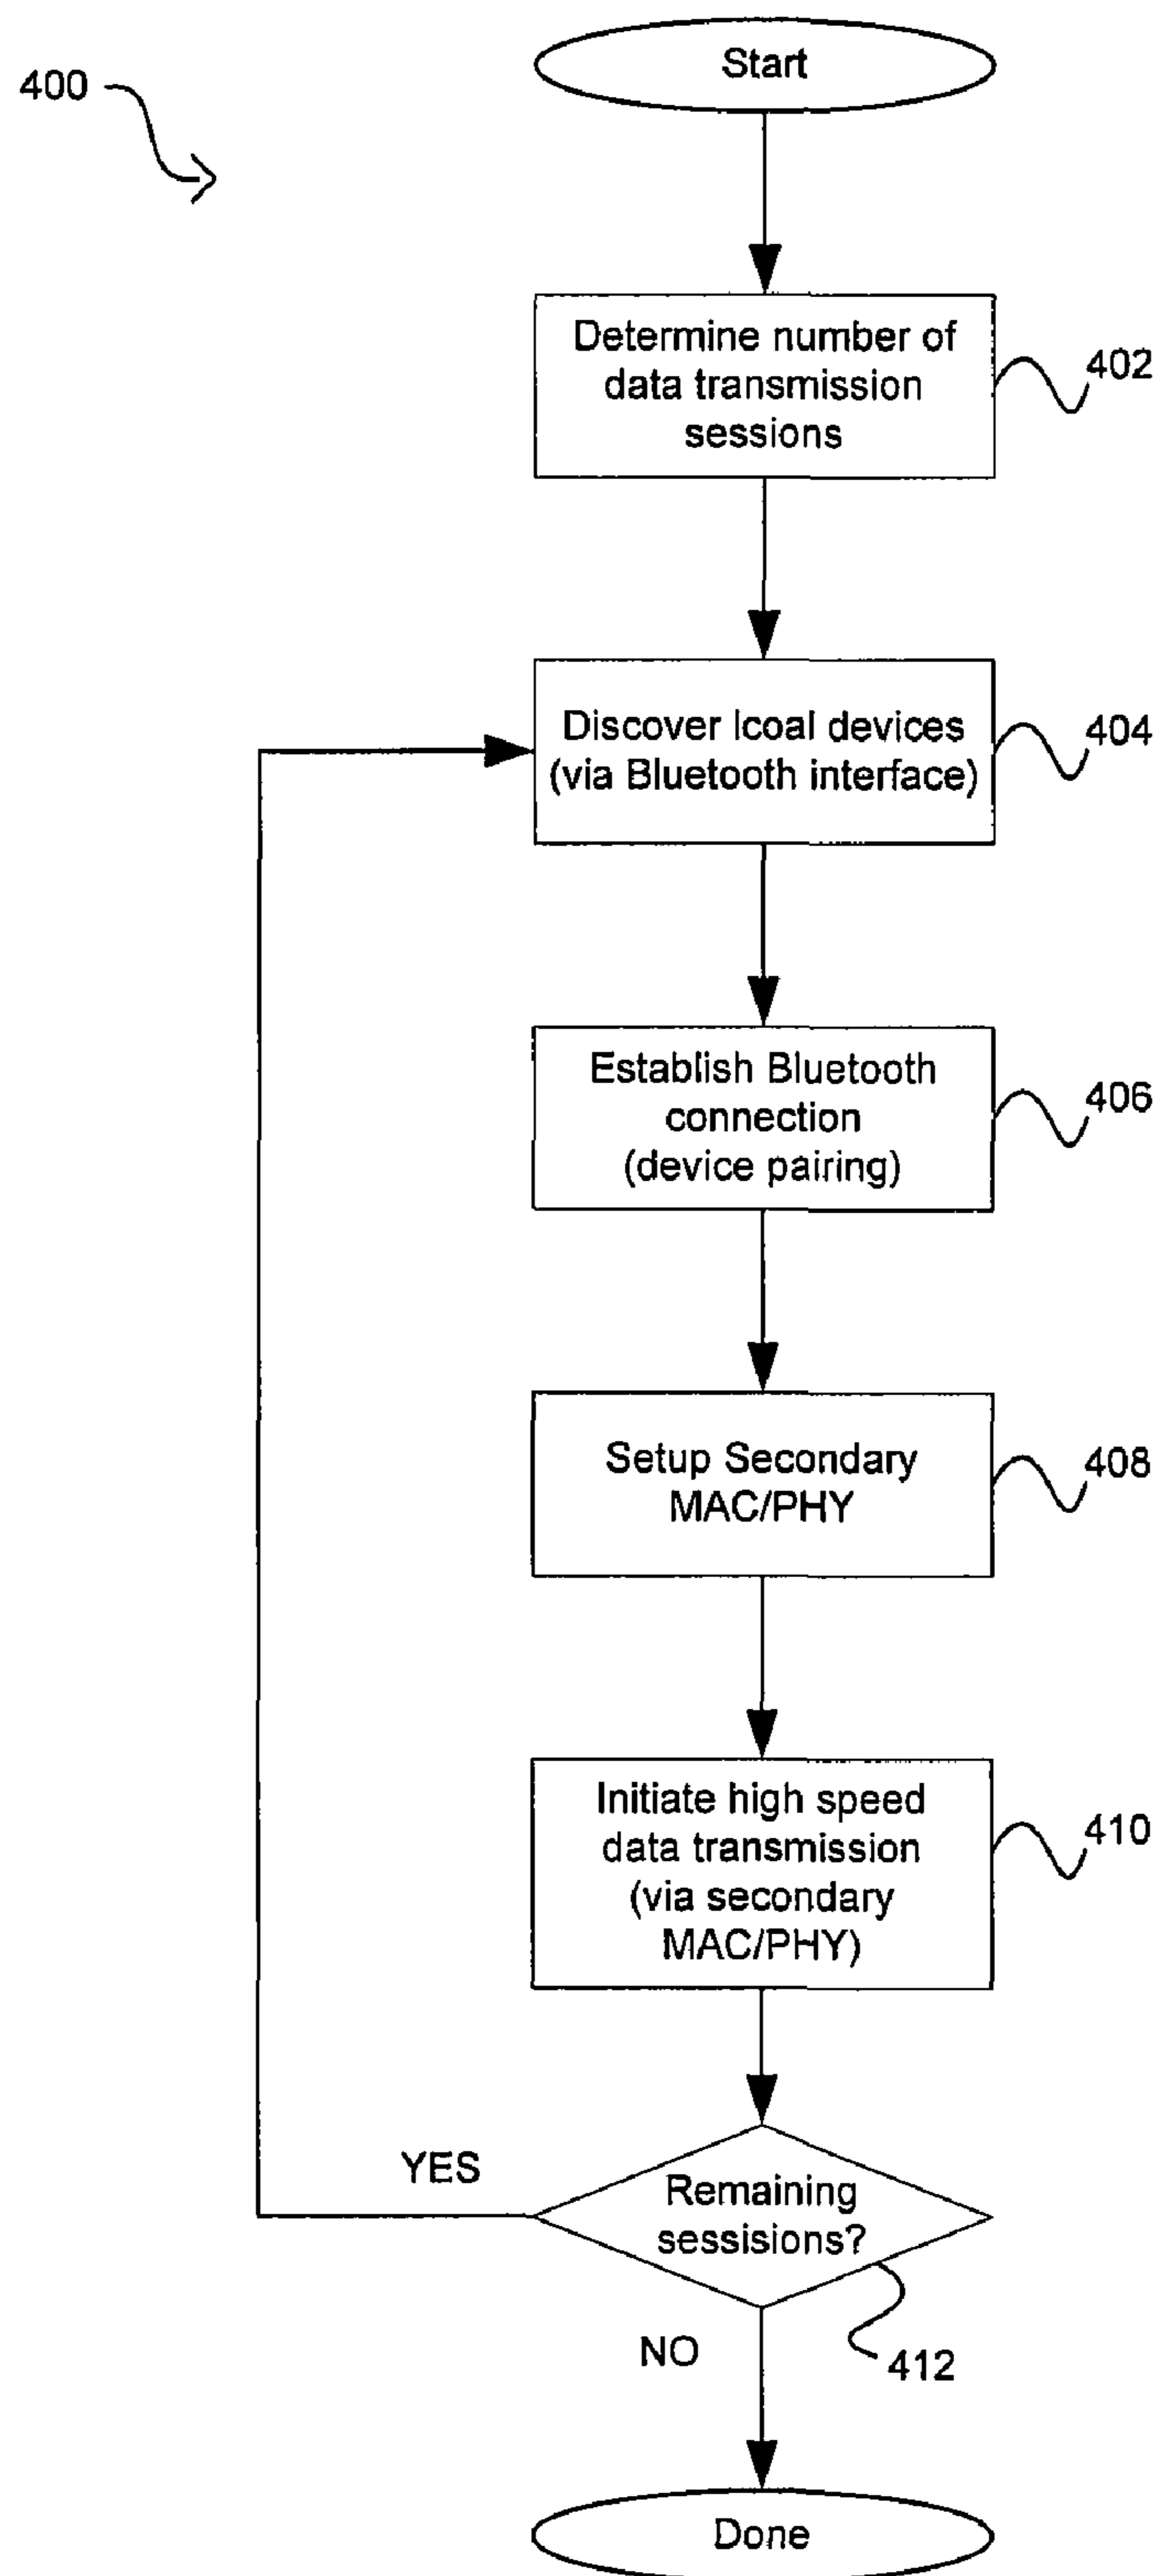 400
Start
Determine number of
data transmission
sessions
402
Discover lcoal devices
(via Bluetooth interface)
404
Establish Bluetooth
connection
(device pairing)
406
Setup Secondary
MAC/PHY
408
Initiate high speed
data transmission
(via secondary
MAC/PHY)
410
YES
Remaining
sessisions?
412
NO
Done